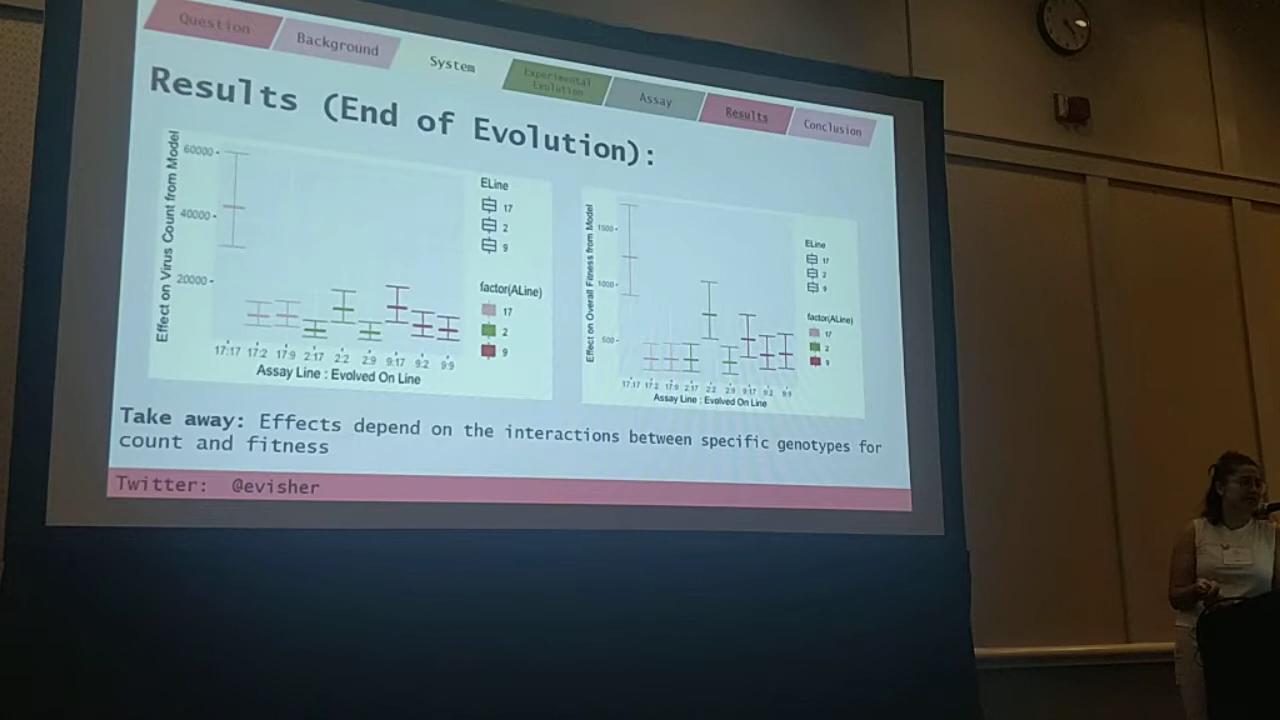 Question
Background
System
Experimental
Evolution
Assay
Results
Conclusion
Results (End of Evolution):
Effect on Virus Count from Model
60000
40000
20000
17:17 17:2 17:9 2:17 2:2 2:9 9:17 9:2 9:9
Assay Line : Evolved On Line
ELine
17
2
9
factor(ALine)
17
2
9
Effect on Overall Fitness from Model
1500
1000
500
17:17 17:2 17:9 2:17 2:2 2:9 9:17 9:2 9:9
Assay Line : Evolved On Line
ELine
17
2
9
factor(ALine)
17
2
9
Take away: Effects depend on the interactions between specific genotypes for
count and fitness
Twitter: @evisher